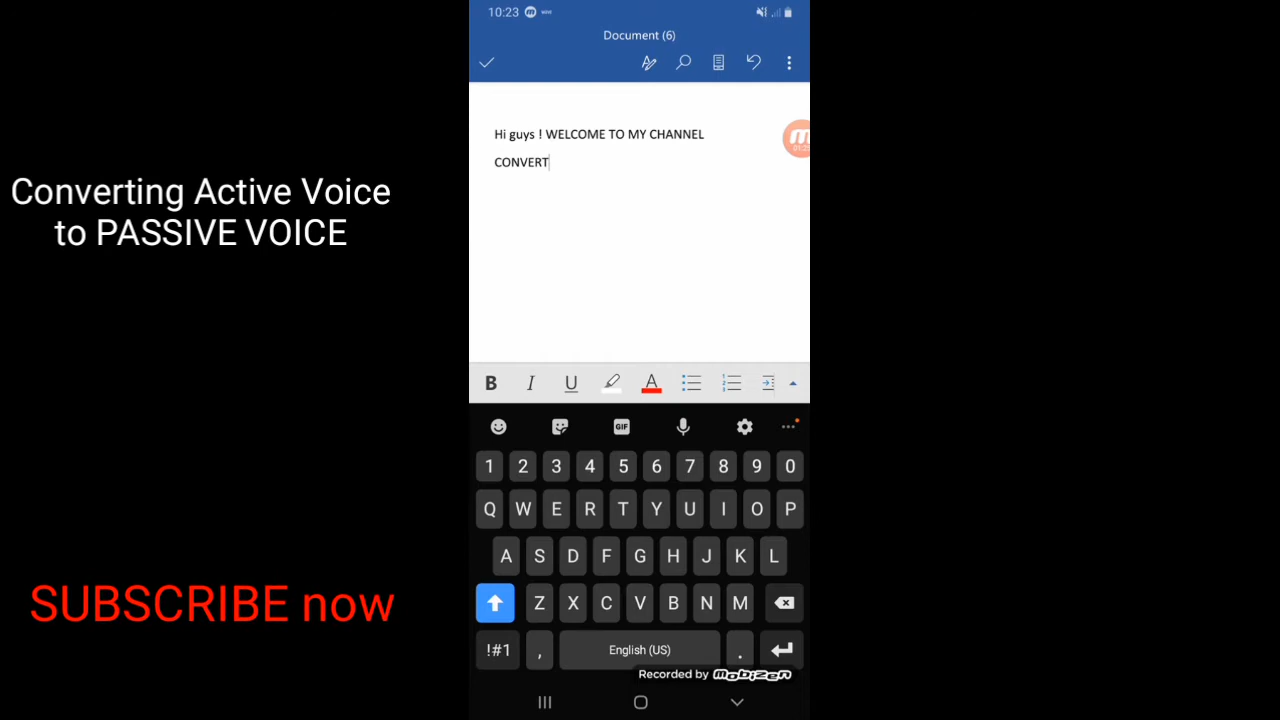 10:23
Document (6)
Hi guys ! WELCOME TO MY CHANNEL
CONVERT
Converting Active Voice
to PASSIVE VOICE
SUBSCRIBE now
B I U A
GIF
1 2 3 4 5 6 7 8 9 0
Q W E R T Y U I O P
A S D F G H J K L
Z X C V B N M
!#1 , English (US) .
Recorded by mobizen